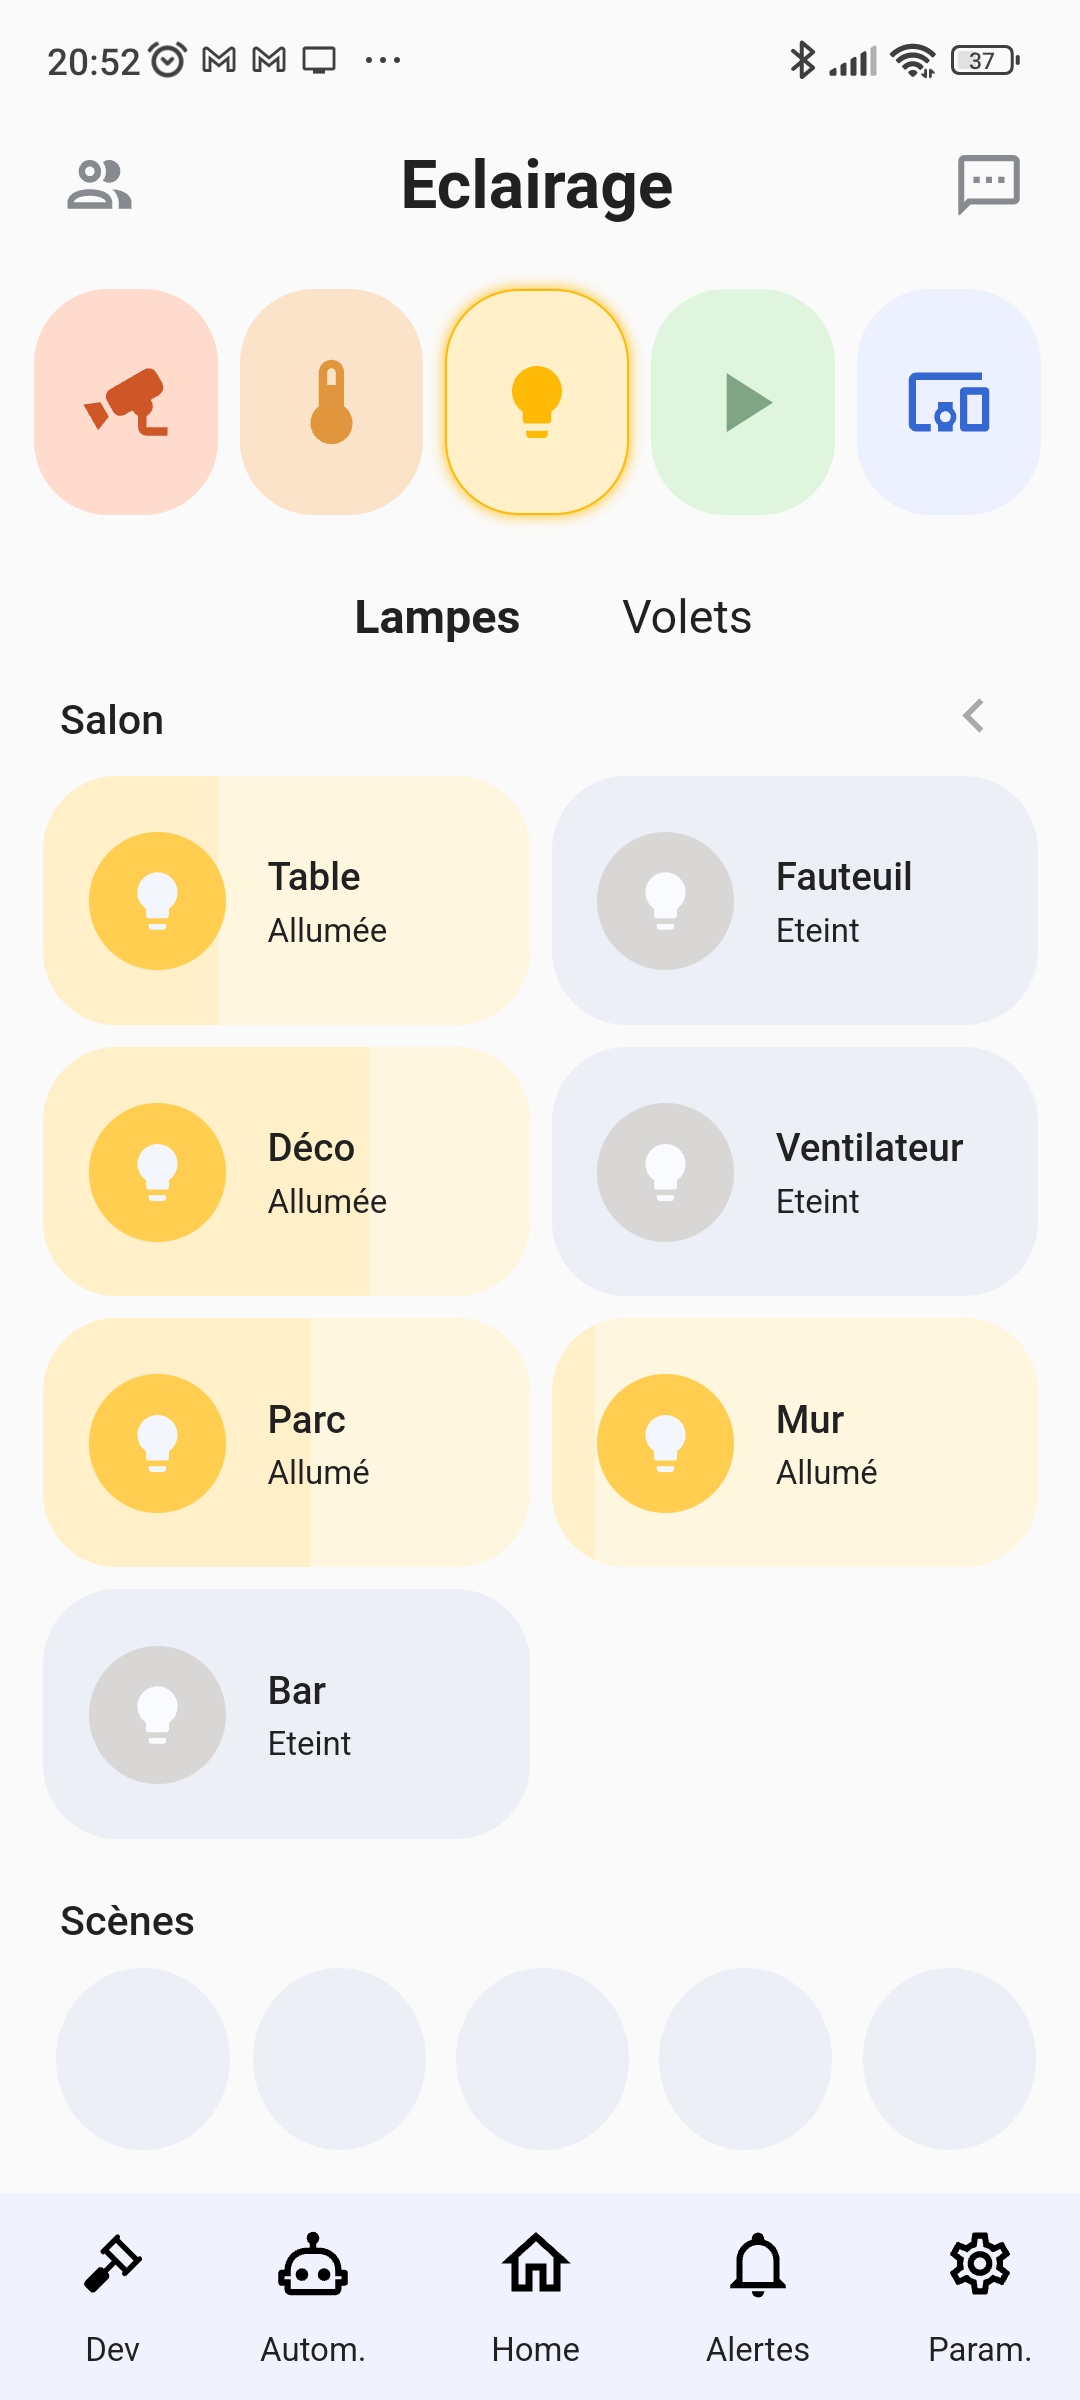 20:52
37
Eclairage
Lampes Volets
Salon
Table
Allumée
Fauteuil
Eteint
Déco
Allumée
Ventilateur
Eteint
Parc
Allumé
Mur
Allumé
Bar
Eteint
Scènes
Dev Autom. Home Alertes Param.